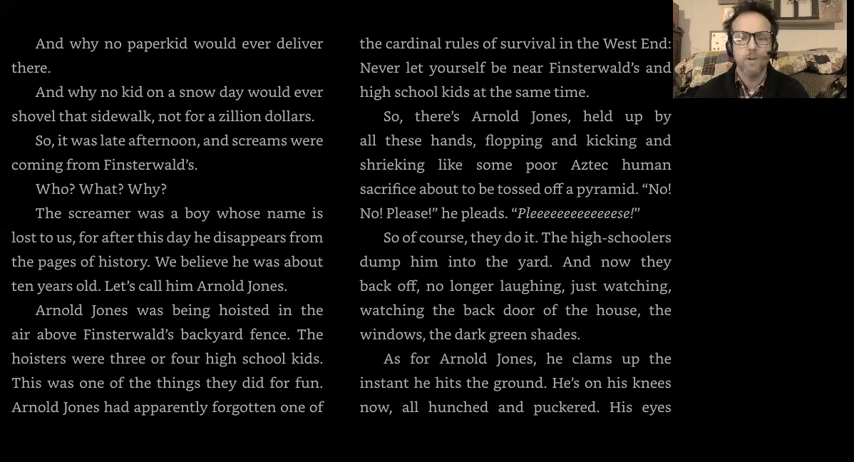 And why no paperkid would ever deliver
there.
And why no kid on a snow day would ever
shovel that sidewalk, not for a zillion dollars.
So, it was late afternoon, and screams were
coming from Finsterwald’s.
Who? What? Why?
The screamer was a boy whose name is
lost to us, for after this day he disappears from
the pages of history. We believe he was about
ten years old. Let’s call him Arnold Jones.
Arnold Jones was being hoisted in the
air above Finsterwald’s backyard fence. The
hoisters were three or four high school kids.
This was one of the things they did for fun.
Arnold Jones had apparently forgotten one of
the cardinal rules of survival in the West End:
Never let yourself be near Finsterwald’s and
high school kids at the same time.
So, there’s Arnold Jones, held up by
all these hands, flopping and kicking and
shrieking like some poor Aztec human
sacrifice about to be tossed off a pyramid. “No!
No! Please!” he pleads. “Pleeeeeeeeeeeeese!”
So of course, they do it. The high-schoolers
dump him into the yard. And now they
back off, no longer laughing, just watching,
watching the back door of the house, the
windows, the dark green shades.
As for Arnold Jones, he clams up the
instant he hits the ground. He’s on his knees
now, all hunched and puckered. His eyes